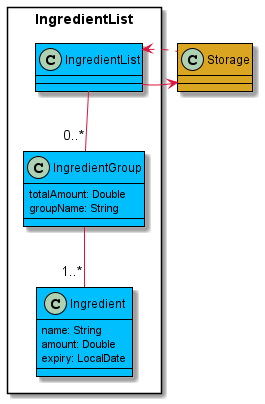 IngredientList
C IngredientList
C Storage
0..*
C IngredientGroup
totalAmount: Double
groupName: String
1..*
C Ingredient
name: String
amount: Double
expiry: LocalDate